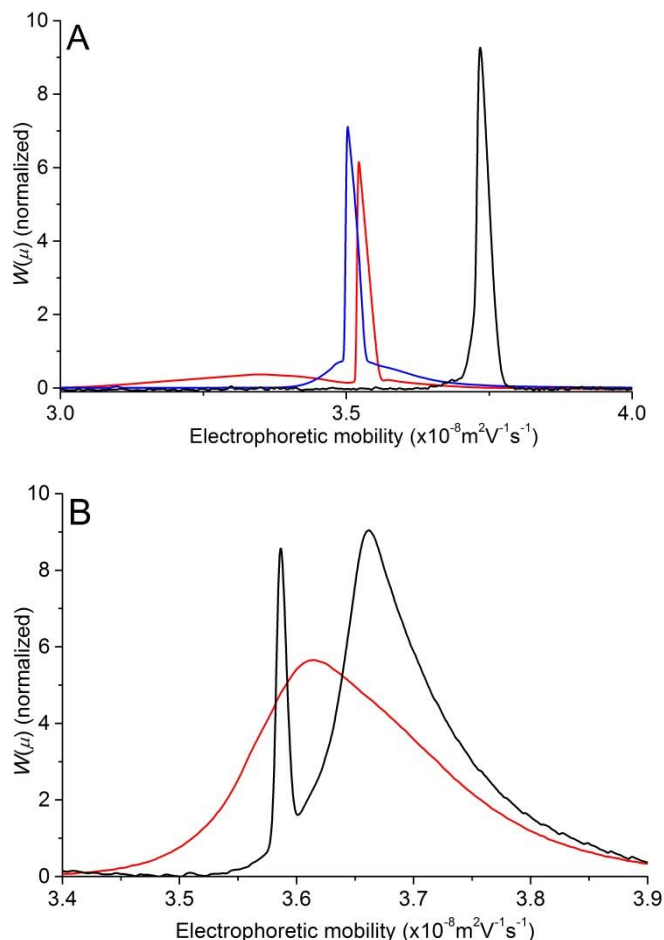 A
10
8
6
4
2
0
W(μ) (normalized)
3.0 3.5 4.0
Electrophoretic mobility (x10⁻⁸m²V⁻¹s⁻¹)
B
10
8
6
4
2
0
W(μ) (normalized)
3.4 3.5 3.6 3.7 3.8 3.9
Electrophoretic mobility (x10⁻⁸m²V⁻¹s⁻¹)